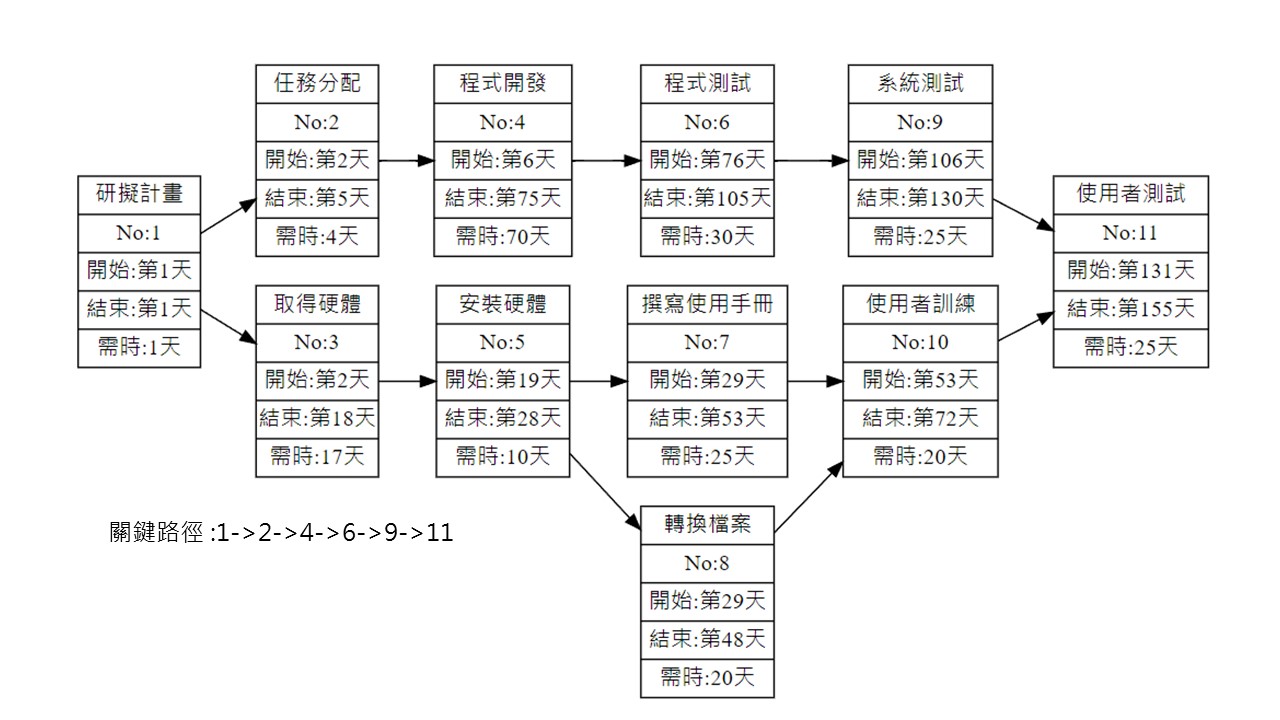 研擬計畫
No:1
開始:第1天
結束:第1天
需時:1天
任務分配
No:2
開始:第2天
結束:第5天
需時:4天
程式開發
No:4
開始:第6天
結束:第75天
需時:70天
程式測試
No:6
開始:第76天
結束:第105天
需時:30天
系統測試
No:9
開始:第106天
結束:第130天
需時:25天
取得硬體
No:3
開始:第2天
結束:第18天
需時:17天
安裝硬體
No:5
開始:第19天
結束:第28天
需時:10天
撰寫使用手冊
No:7
開始:第29天
結束:第53天
需時:25天
使用者訓練
No:10
開始:第53天
結束:第72天
需時:20天
轉換檔案
No:8
開始:第29天
結束:第48天
需時:20天
使用者測試
No:11
開始:第131天
結束:第155天
需時:25天
關鍵路徑 :1->2->4->6->9->11